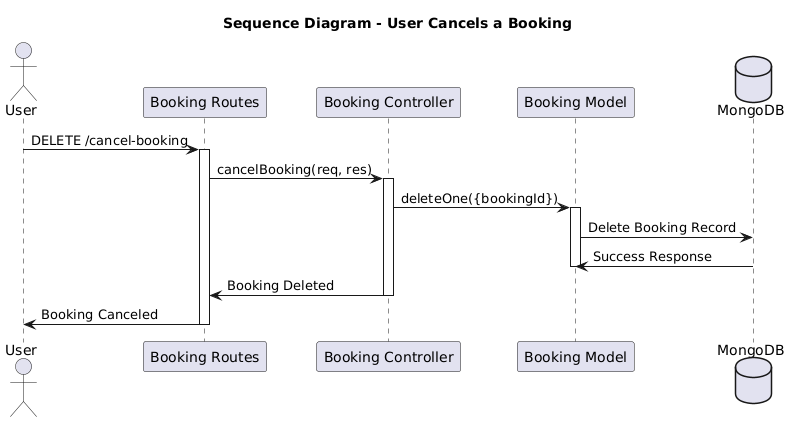 Sequence Diagram - User Cancels a Booking
User
Booking Routes
Booking Controller
Booking Model
MongoDB
DELETE /cancel-booking
cancelBooking(req, res)
deleteOne({bookingId})
Delete Booking Record
Success Response
Booking Deleted
Booking Canceled
User
Booking Routes
Booking Controller
Booking Model
MongoDB